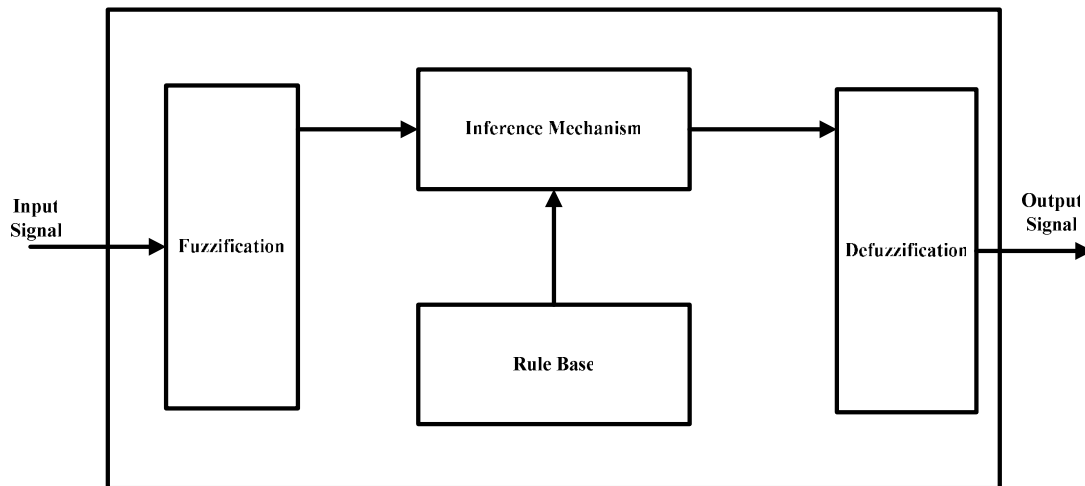 Input
Signal
Fuzzification
Inference Mechanism
Rule Base
Defuzzification
Output
Signal